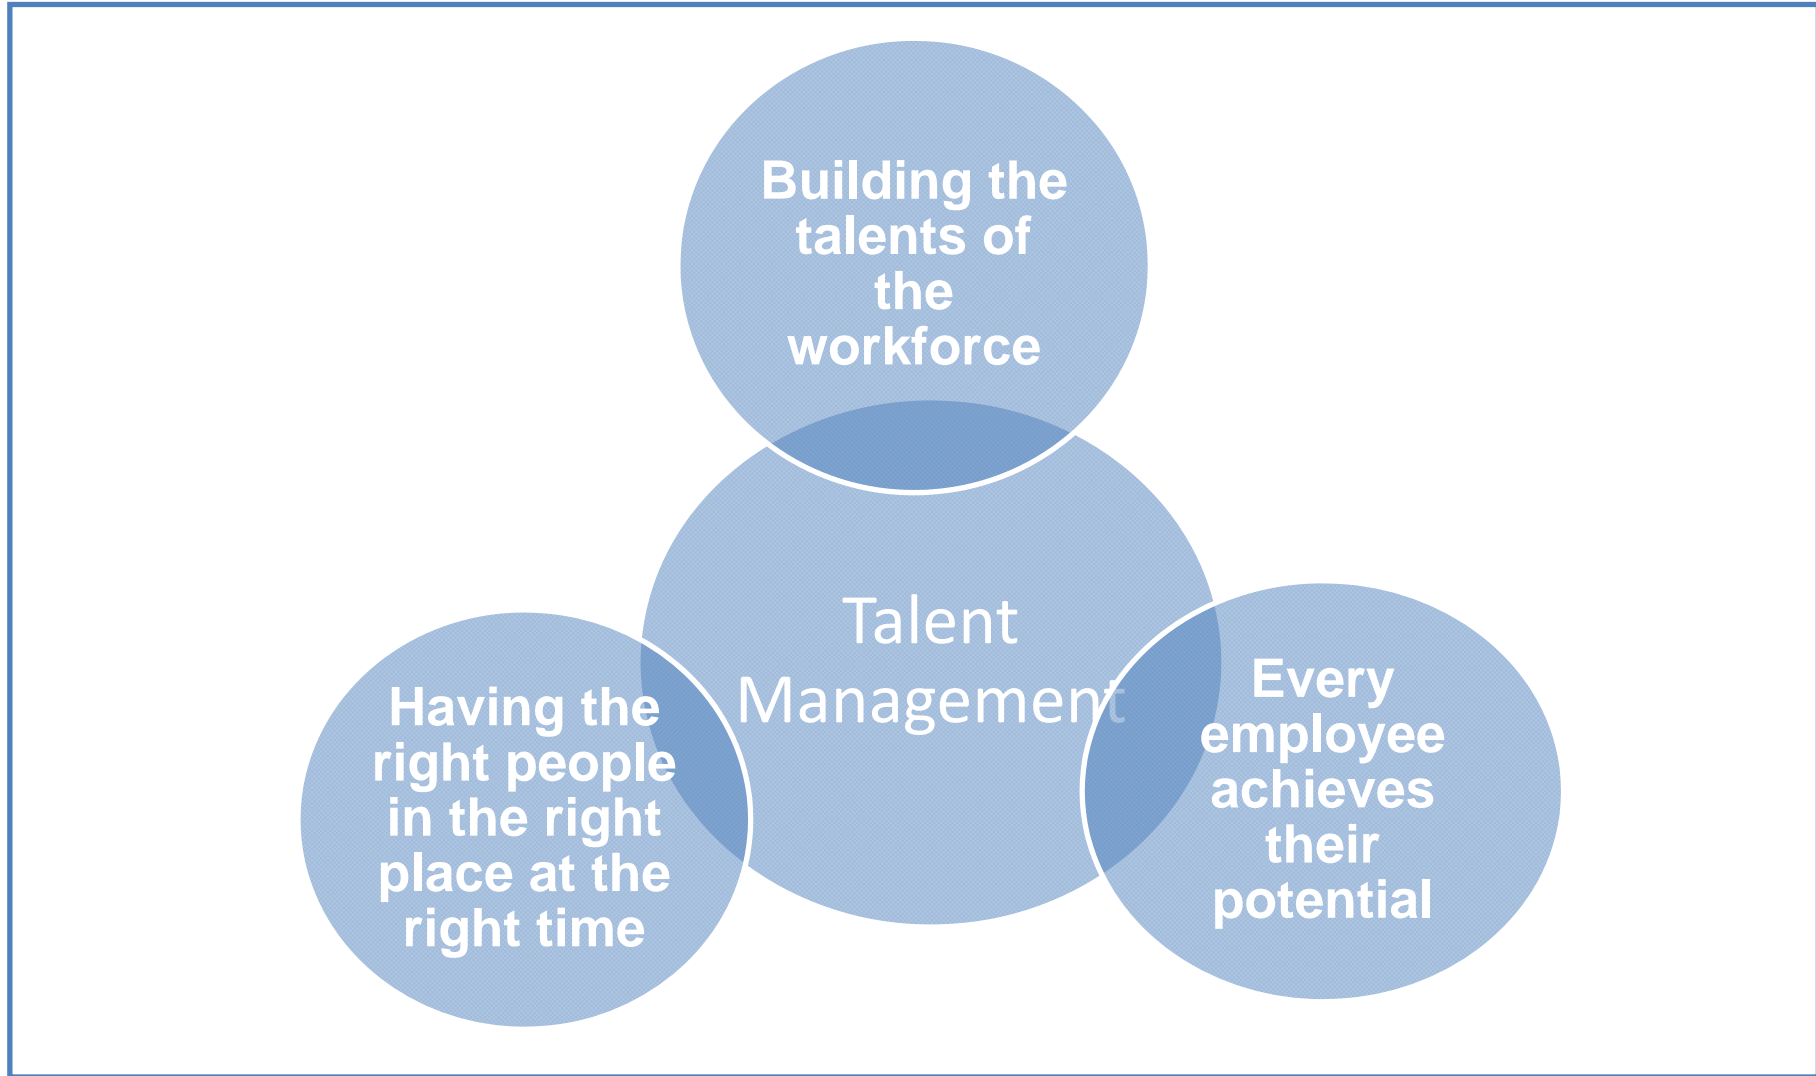 Building the
talents of
the
workforce
Talent
Management
Having the
right people
in the right
place at the
right time
Every
employee
achieves
their
potential